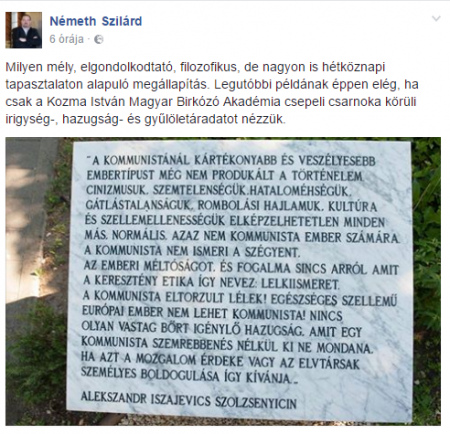 Németh Szilárd
6 órája ·
Milyen mély, elgondolkodtató, filozofikus, de nagyon is hétköznapi
tapasztalaton alapuló megállapítás. Legutóbbi példának éppen elég, ha
csak a Kozma István Magyar Birkózó Akadémia csepeli csarnoka körüli
irigység-, hazugság- és gyűlöletáradatot nézzük.
"A KOMMUNISTÁNÁL KÁRTÉKONYABB ÉS VESZÉLYESEBB
EMBERTÍPUST MÉG NEM PRODUKÁLT A TÖRTÉNELEM.
CINIZMUSUK, SZEMTELENSÉGÜK,HATALOMÉHSÉGÜK,
GÁTLÁSTALANSÁGUK, ROMBOLÁSI HAJLAMUK, KULTÚRA
ÉS SZELLEMELLENESSÉGÜK ELKÉPZELHETETLEN MINDEN
MÁS, NORMÁLIS, AZAZ NEM KOMMUNISTA EMBER SZÁMÁRA.
A KOMMUNISTA NEM ISMERI A SZÉGYENT,
AZ EMBERI MÉLTÓSÁGOT, ÉS FOGALMA SINCS ARRÓL, AMIT
A KERESZTÉNY ETIKA ÍGY NEVEZ: LELKIISMERET.
A KOMMUNISTA ELTORZULT LÉLEK! EGÉSZSÉGES SZELLEMŰ
EURÓPAI EMBER NEM LEHET KOMMUNISTA! NINCS
OLYAN VASTAG BŐRT IGÉNYLŐ HAZUGSÁG, AMIT EGY
KOMMUNISTA SZEMREBBENÉS NÉLKÜL KI NE MONDANA,
HA AZT A MOZGALOM ÉRDEKE VAGY AZ ELVTÁRSAK
SZEMÉLYES BOLDOGULÁSA ÍGY KÍVÁNJA."
ALEKSZANDR ISZAJEVICS SZOLZSENYICIN